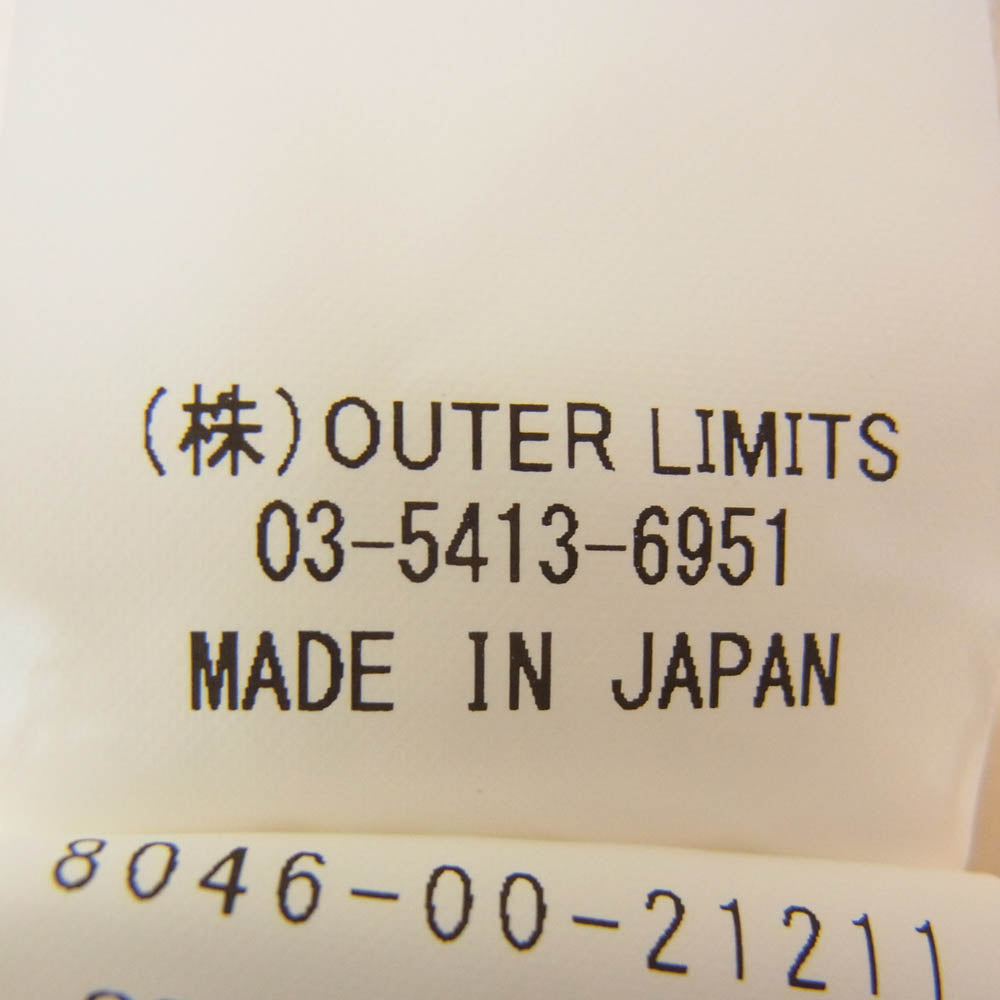 (株)OUTER LIMITS
03-5413-6951
MADE IN JAPAN
8046-00-21211